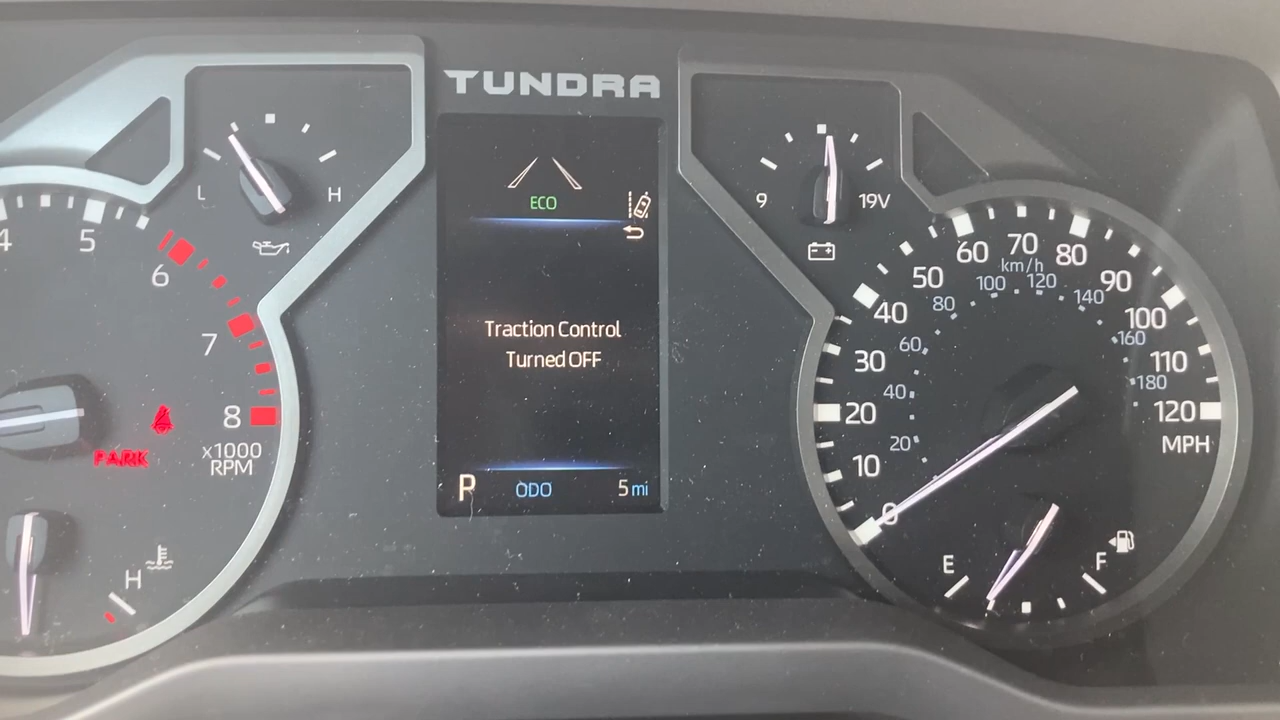 TUNDRA
L
H
9
19V
ECO
4
5
6
7
8
x1000
RPM
PARK
H
Traction Control
Turned OFF
P
ODO
5 mi
0
10
20
30
40
50
60
70
80
90
100
110
120
MPH
km/h
20
40
60
80
100
120
140
160
180
E
F